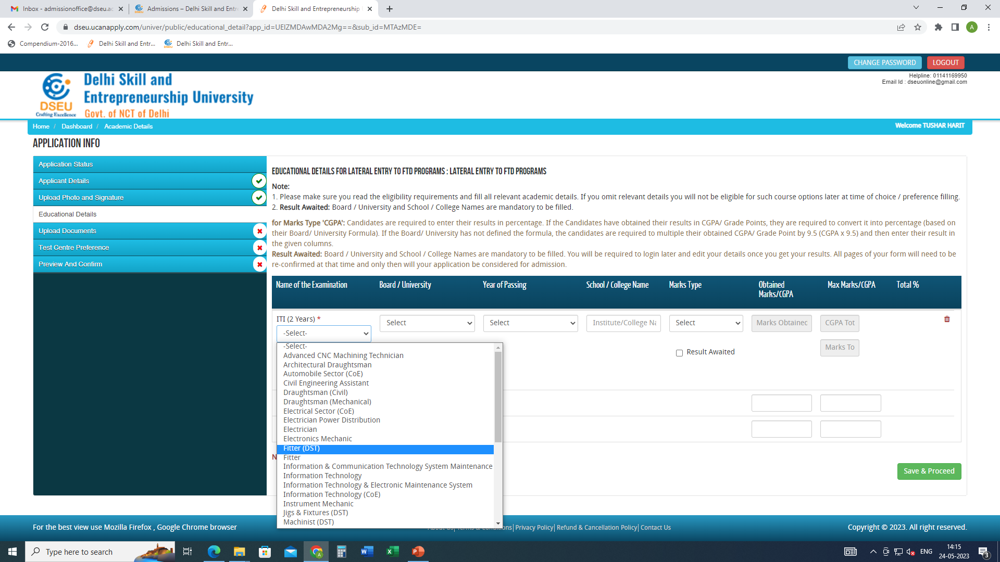 Inbox - admissionoffice@dseu.ac
Admissions – Delhi Skill and Entr
Delhi Skill and Entrepreneurship
dseu.ucanapply.com/univer/public/educational_detail?app_id=UElZMDAwMDA2Mg==&sub_id=MTAzMDE=
A
Compendium-2016...
Delhi Skill and Entr...
Delhi Skill and Entr...
CHANGE PASSWORD
LOGOUT
Helpline: 01141169950
Email Id : dseuonline@gmail.com
DSEU
Crafting Excellence
Delhi Skill and
Entrepreneurship University
Govt. of NCT of Delhi
Home / Dashboard / Academic Details
Welcome TUSHAR HARIT
APPLICATION INFO
Application Status
Applicant Details
Upload Photo and Signature
Educational Details
Upload Documents
Test Centre Preference
Preview And Confirm
EDUCATIONAL DETAILS FOR LATERAL ENTRY TO FTD PROGRAMS : LATERAL ENTRY TO FTD PROGRAMS
Note:
1. Please make sure you read the eligibility requirements and fill all relevant academic details. If you omit relevant details you will not be eligible for such course options later at time of choice / preference filling.
2. Result Awaited: Board / University and School / College Names are mandatory to be filled.
for Marks Type 'CGPA': Candidates are required to enter their results in percentage. If the Candidates have obtained their results in CGPA/ Grade Points, they are required to convert it into percentage (based on
their Board/ University Formula). If the Board/ University has not defined the formula, the candidates are required to multiple their obtained CGPA/ Grade Point by 9.5 (CGPA x 9.5) and then enter their result in
the given columns.
Result Awaited: Board / University and School / College Names are mandatory to be filled. You will be required to login later and edit your details once you get your results. All pages of your form will need to be
re-confirmed at that time and only then will your application be considered for admission.
Name of the Examination
Board / University
Year of Passing
School / College Name
Marks Type
Obtained
Marks/CGPA
Max Marks/CGPA
Total %
ITI (2 Years) *
-Select-
Select
Select
Institute/College Na
Select
Marks Obtained
CGPA Tot
Marks To
Result Awaited
-Select-
Advanced CNC Machining Technician
Architectural Draughtsman
Automobile Sector (CoE)
Civil Engineering Assistant
Draughtsman (Civil)
Draughtsman (Mechanical)
Electrical Sector (CoE)
Electrician Power Distribution
Electrician
Electronics Mechanic
Fitter (DST)
Fitter
Information & Communication Technology System Maintenance
Information Technology
Information Technology & Electronic Maintenance System
Information Technology (CoE)
Instrument Mechanic
Jigs & Fixtures (DST)
Machinist (DST)
N
Save & Proceed
For the best view use Mozilla Firefox , Google Chrome browser
About Us| Terms & Conditions| Privacy Policy| Refund & Cancellation Policy| Contact Us
Copyright © 2023. All right reserved.
Type here to search
ENG
14:15
24-05-2023
3